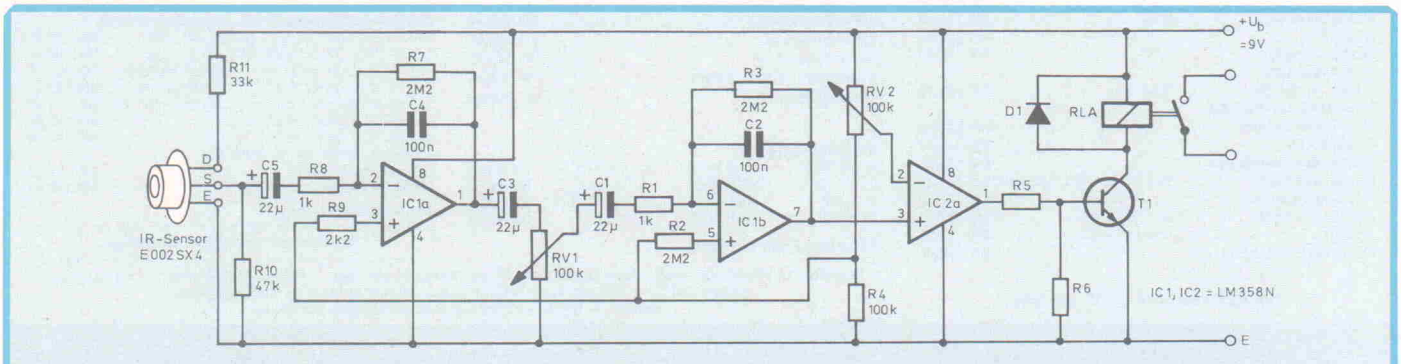 R11
33k
D
S
E
IR-Sensor
E002SX4
R10
47k
+
C5
22µ
R8
1k
R9
2k2
R7
2M2
C4
100n
2
−
3
+
8
IC1a
4
1
+
C3
22µ
RV1
100k
C1
+
22µ
R1
1k
R2
2M2
R3
2M2
C2
100n
6
−
5
+
IC1b
7
RV2
100k
R4
100k
2
−
3
+
8
IC2a
4
1
R5
R6
D1
RLA
T1
+Ub
=9V
IC1, IC2 = LM358N
E